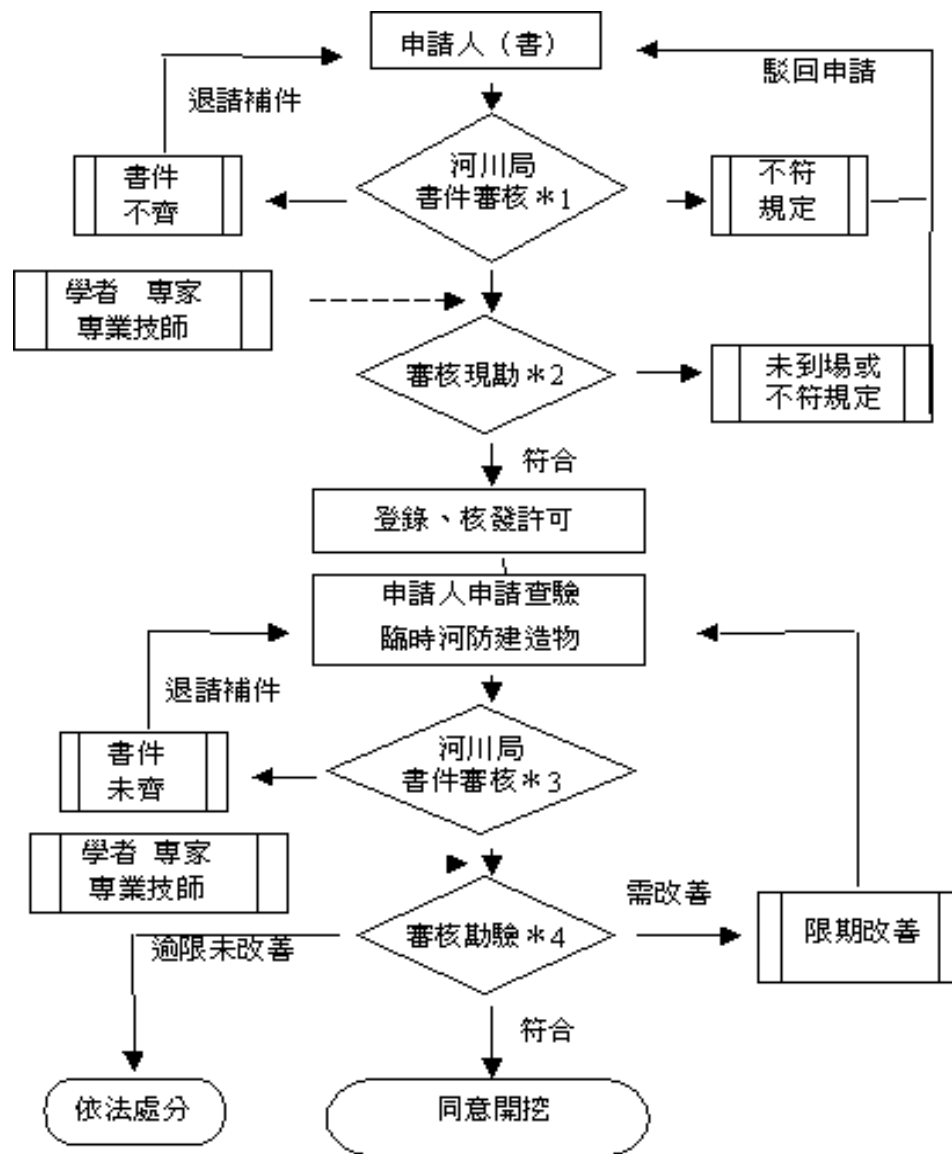 申請人（書）
駁回申請
退請補件
河川局
書件審核＊1
書件
不齊
不符
規定
學者　專家
專業技師
審核現勘＊2
未到場或
不符規定
符合
登錄、核發許可
申請人申請查驗
臨時河防建造物
退請補件
河川局
書件審核＊3
書件
未齊
學者 專家
專業技師
需改善
審核勘驗＊4
限期改善
逾限未改善
符合
依法處分
同意開挖